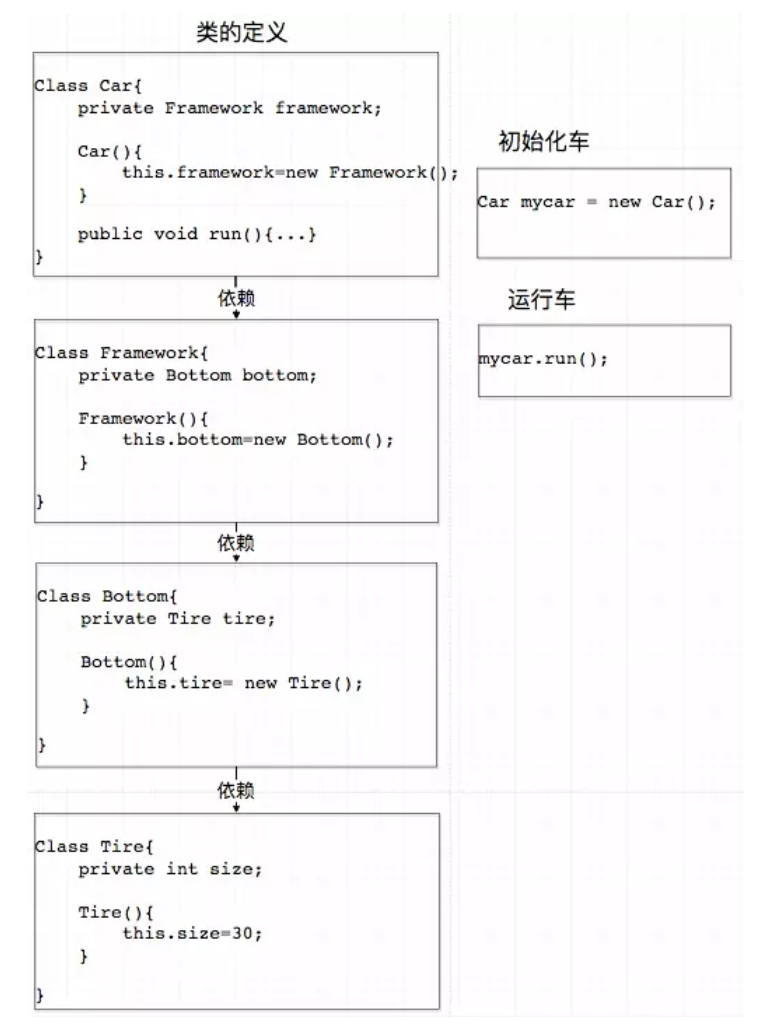 类的定义
Class Car{
private Framework framework;
Car(){
this.framework=new Framework();
}
public void run(){...}
}
依赖
Class Framework{
private Bottom bottom;
Framework(){
this.bottom=new Bottom();
}
}
依赖
Class Bottom{
private Tire tire;
Bottom(){
this.tire= new Tire();
}
}
依赖
Class Tire{
private int size;
Tire(){
this.size=30;
}
}
初始化车
Car mycar = new Car();
运行车
mycar.run();